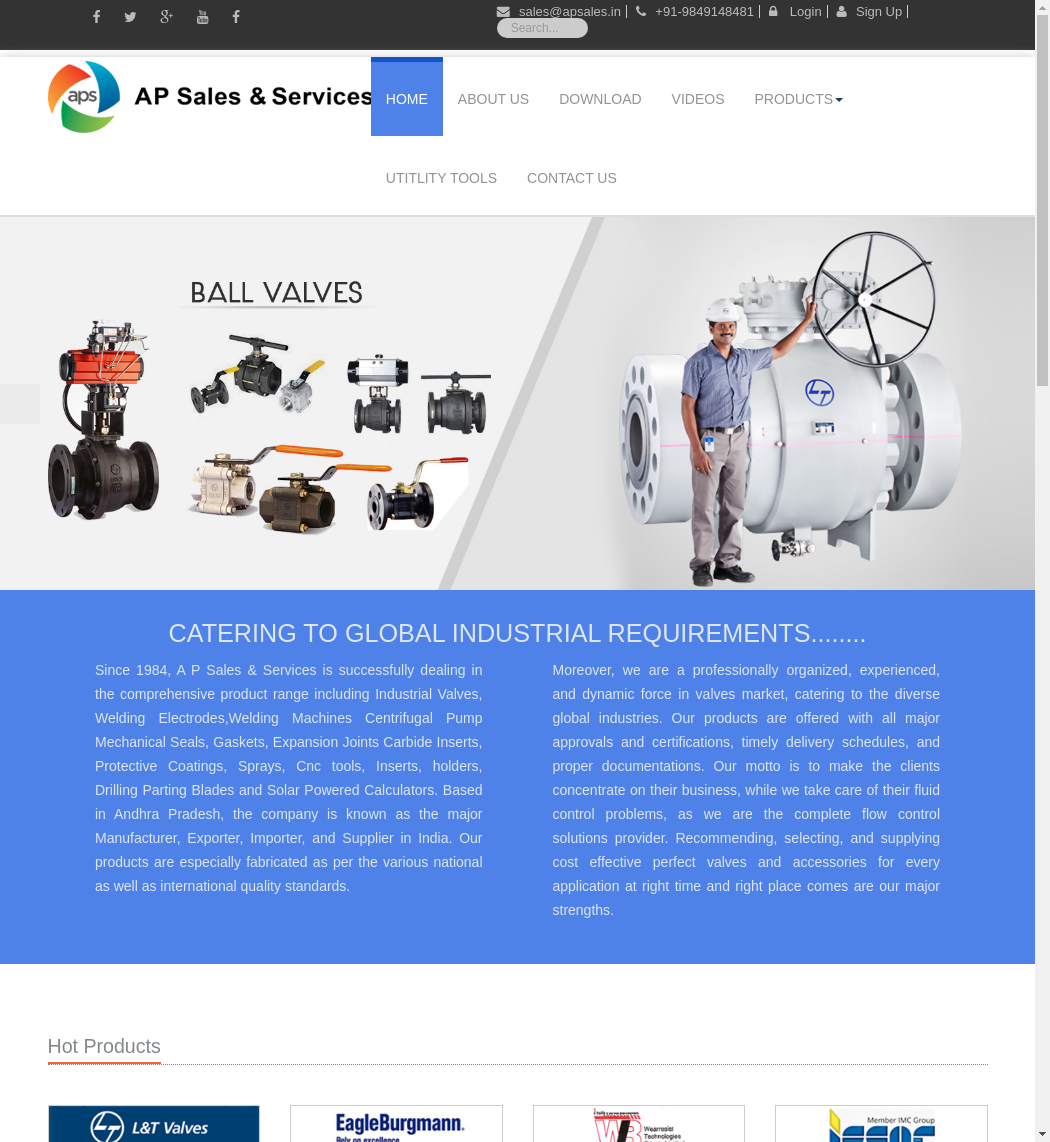 sales@apsales.in
+91-9849148481
Login
Sign Up
Search...
aps AP Sales & Services
HOME
ABOUT US
DOWNLOAD
VIDEOS
PRODUCTS
UTITLITY TOOLS
CONTACT US
BALL VALVES
CATERING TO GLOBAL INDUSTRIAL REQUIREMENTS........
Since 1984, A P Sales & Services is successfully dealing in
the comprehensive product range including Industrial Valves,
Welding Electrodes,Welding Machines Centrifugal Pump
Mechanical Seals, Gaskets, Expansion Joints Carbide Inserts,
Protective Coatings, Sprays, Cnc tools, Inserts, holders,
Drilling Parting Blades and Solar Powered Calculators. Based
in Andhra Pradesh, the company is known as the major
Manufacturer, Exporter, Importer, and Supplier in India. Our
products are especially fabricated as per the various national
as well as international quality standards.
Moreover, we are a professionally organized, experienced,
and dynamic force in valves market, catering to the diverse
global industries. Our products are offered with all major
approvals and certifications, timely delivery schedules, and
proper documentations. Our motto is to make the clients
concentrate on their business, while we take care of their fluid
control problems, as we are the complete flow control
solutions provider. Recommending, selecting, and supplying
cost effective perfect valves and accessories for every
application at right time and right place comes are our major
strengths.
Hot Products
L&T Valves
EagleBurgmann.
Rely on excellence
Wearresist
Technologies
Member IMC Group